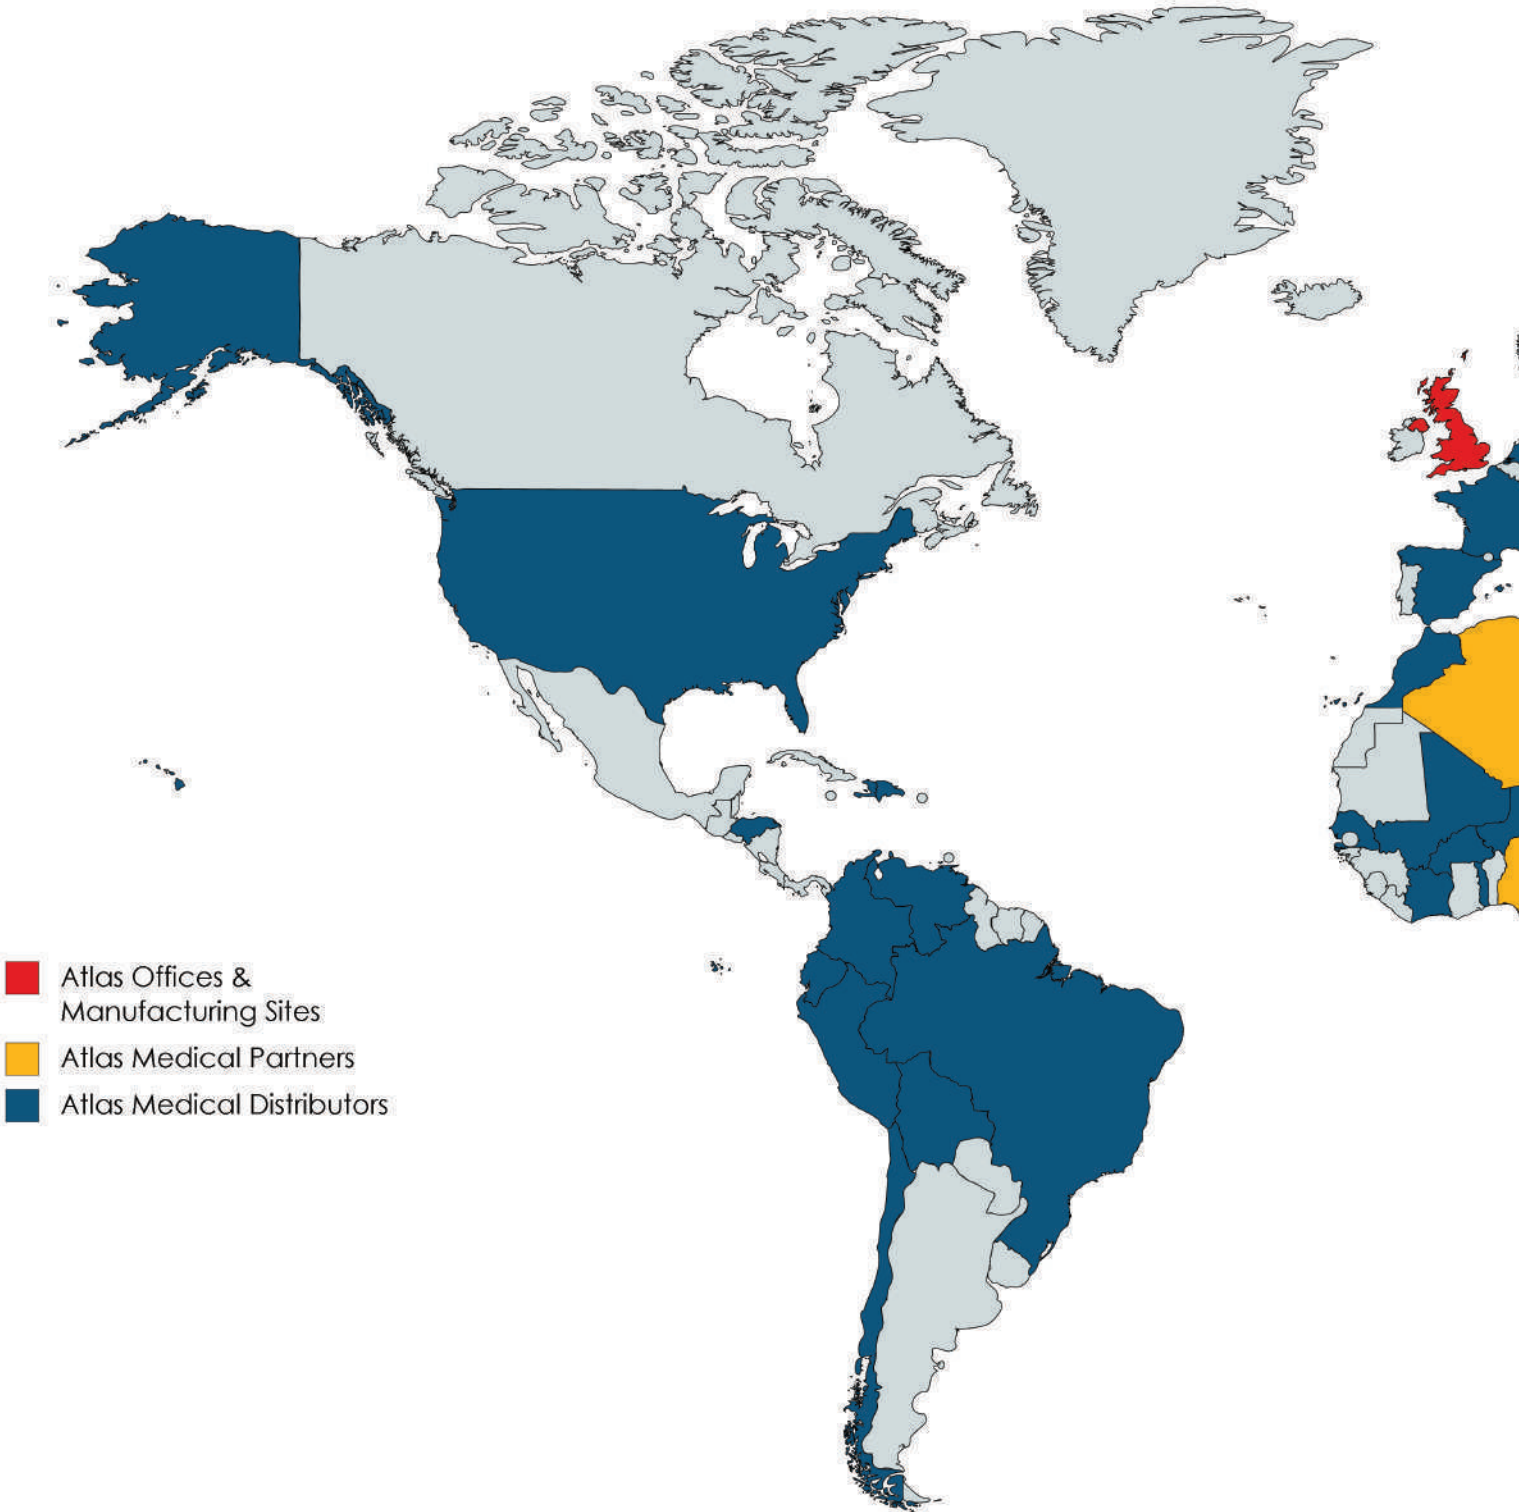 Atlas Offices &
Manufacturing Sites
Atlas Medical Partners
Atlas Medical Distributors